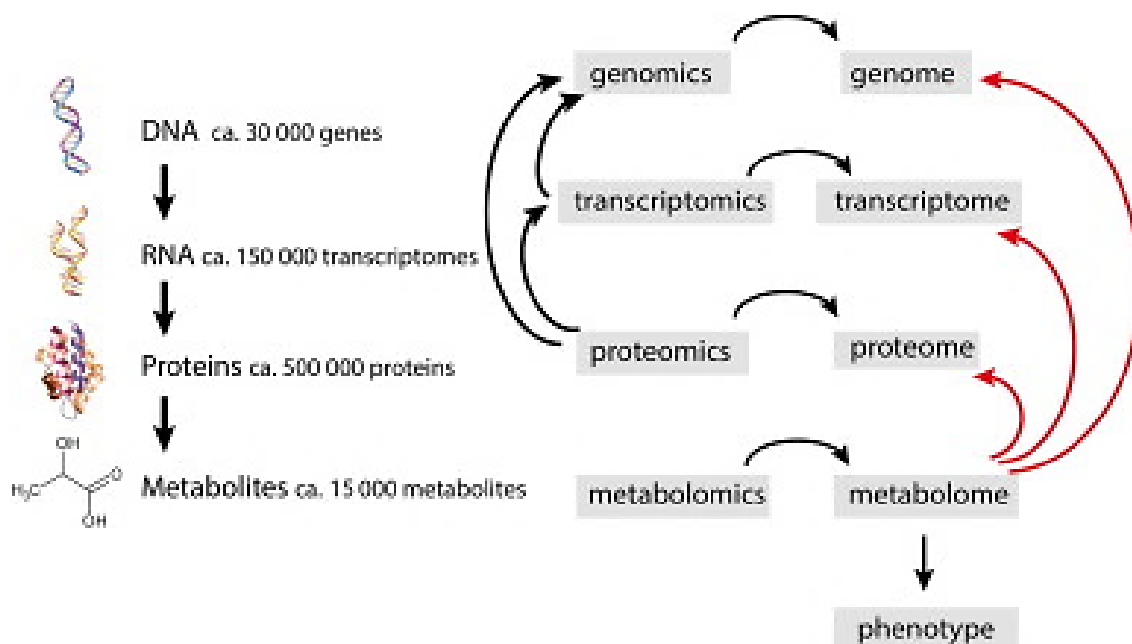 genomics
genome
DNA ca. 30 000 genes
transcriptomics
transcriptome
RNA ca. 150 000 transcriptomes
proteomics
proteome
Proteins ca. 500 000 proteins
OH
H₃C
O
OH
Metabolites ca. 15 000 metabolites
metabolomics
metabolome
phenotype